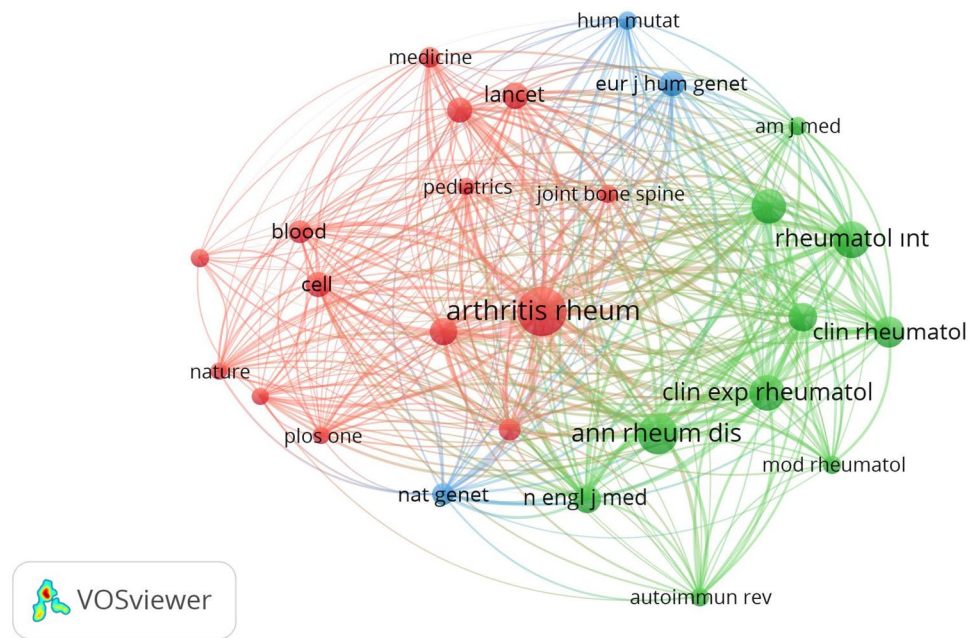 hum mutat
medicine
eur j hum genet
lancet
am j med
pediatrics
joint bone spine
blood
rheumatol ınt
cell
arthritis rheum
clin rheumatol
nature
clin exp rheumatol
plos one
ann rheum dis
mod rheumatol
nat genet
n engl j med
autoimmun rev
VOSviewer